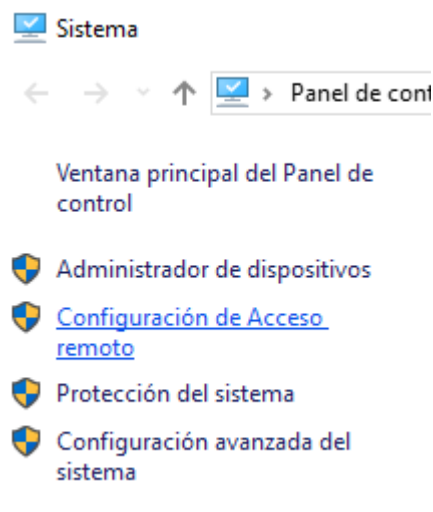 Sistema
Panel de cont
Ventana principal del Panel de
control
Administrador de dispositivos
Configuración de Acceso
remoto
Protección del sistema
Configuración avanzada del
sistema